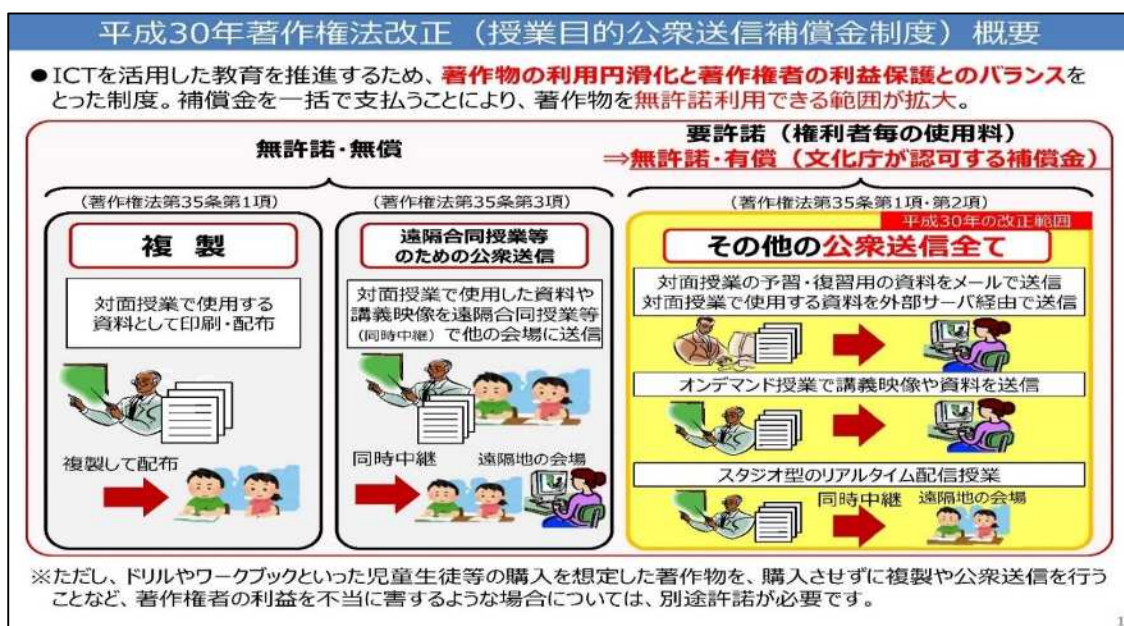 平成30年著作権法改正（授業目的公衆送信補償金制度）概要
●ICTを活用した教育を推進するため、著作物の利用円滑化と著作権者の利益保護とのバランスを
とった制度。補償金を一括で支払うことにより、著作物を無許諾利用できる範囲が拡大。
無許諾・無償
要許諾（権利者毎の使用料）
⇒無許諾・有償（文化庁が認可する補償金）
（著作権法第35条第1項）
複 製
対面授業で使用する
資料として印刷・配布
複製して配布
（著作権法第35条第3項）
遠隔合同授業等
のための公衆送信
対面授業で使用した資料や
講義映像を遠隔合同授業等
（同時中継）で他の会場に送信
同時中継 遠隔地の会場
（著作権法第35条第1項・第2項）
平成30年の改正範囲
その他の公衆送信全て
対面授業の予習・復習用の資料をメールで送信
対面授業で使用する資料を外部サーバ経由で送信
オンデマンド授業で講義映像や資料を送信
スタジオ型のリアルタイム配信授業
同時中継 遠隔地の会場
※ただし、ドリルやワークブックといった児童生徒等の購入を想定した著作物を、購入させずに複製や公衆送信を行う
ことなど、著作権者の利益を不当に害するような場合については、別途許諾が必要です。
1